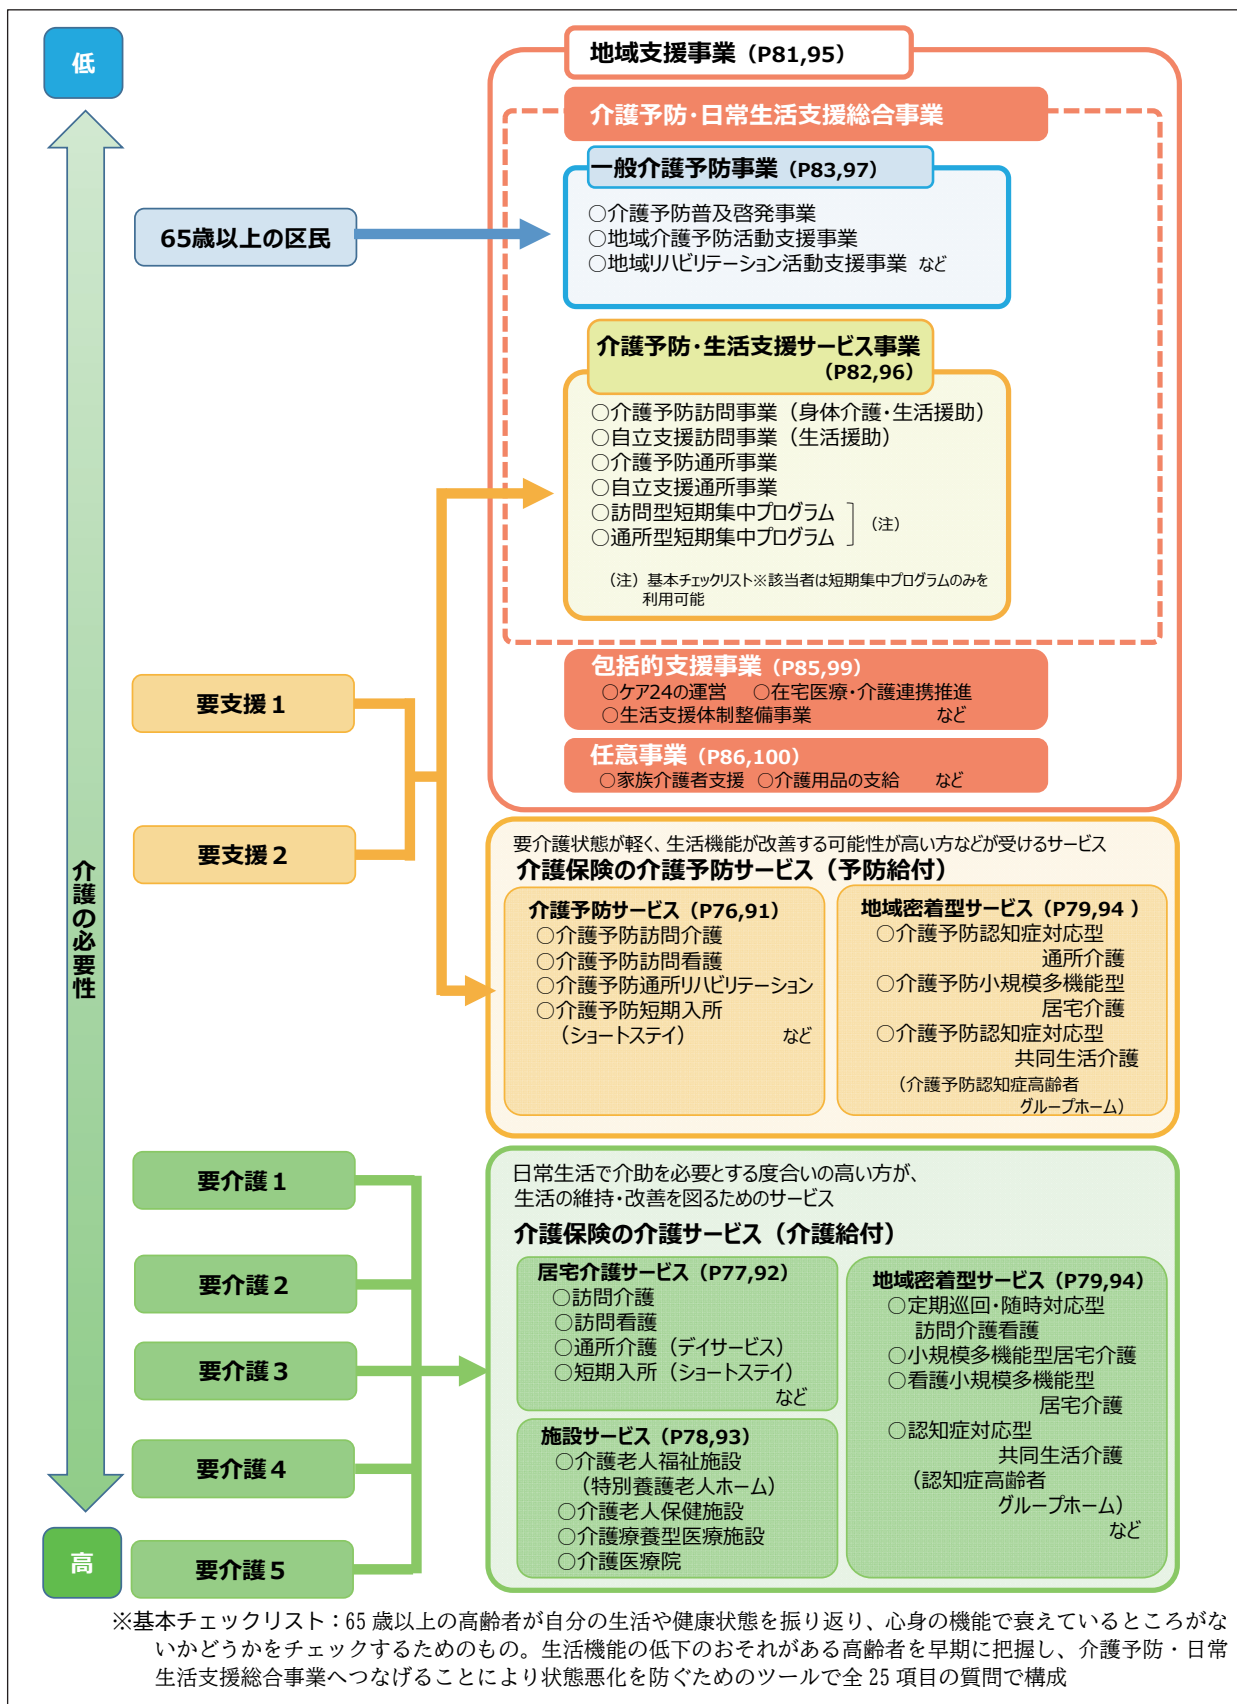 低
地域支援事業（P81,95）
介護予防・日常生活支援総合事業
一般介護予防事業（P83,97）
○介護予防普及啓発事業
○地域介護予防活動支援事業
○地域リハビリテーション活動支援事業 など
65歳以上の区民
介護予防・生活支援サービス事業
（P82,96）
○介護予防訪問事業（身体介護・生活援助）
○自立支援訪問事業（生活援助）
○介護予防通所事業
○自立支援通所事業
○訪問型短期集中プログラム
○通所型短期集中プログラム
（注）
（注）基本チェックリスト※該当者は短期集中プログラムのみを
利用可能
包括的支援事業（P85,99）
○ケア24の運営 ○在宅医療・介護連携推進
○生活支援体制整備事業 など
任意事業（P86,100）
○家族介護者支援 ○介護用品の支給 など
要支援１
要支援２
介護の必要性
要介護状態が軽く、生活機能が改善する可能性が高い方などが受けるサービス
介護保険の介護予防サービス（予防給付）
介護予防サービス（P76,91）
○介護予防訪問介護
○介護予防訪問看護
○介護予防通所リハビリテーション
○介護予防短期入所
（ショートステイ） など
地域密着型サービス（P79,94 ）
○介護予防認知症対応型
通所介護
○介護予防小規模多機能型
居宅介護
○介護予防認知症対応型
共同生活介護
（介護予防認知症高齢者
グループホーム）
要介護１
要介護２
要介護３
要介護４
要介護５
高
日常生活で介助を必要とする度合いの高い方が、
生活の維持・改善を図るためのサービス
介護保険の介護サービス（介護給付）
居宅介護サービス（P77,92）
○訪問介護
○訪問看護
○通所介護（デイサービス）
○短期入所（ショートステイ）
など
施設サービス（P78,93）
○介護老人福祉施設
（特別養護老人ホーム）
○介護老人保健施設
○介護療養型医療施設
○介護医療院
地域密着型サービス（P79,94）
○定期巡回・随時対応型
訪問介護看護
○小規模多機能型居宅介護
○看護小規模多機能型
居宅介護
○認知症対応型
共同生活介護
（認知症高齢者
グループホーム）
など
※基本チェックリスト：65 歳以上の高齢者が自分の生活や健康状態を振り返り、心身の機能で衰えているところがな
いかどうかをチェックするためのもの。生活機能の低下のおそれがある高齢者を早期に把握し、介護予防・日常
生活支援総合事業へつなげることにより状態悪化を防ぐためのツールで全 25 項目の質問で構成